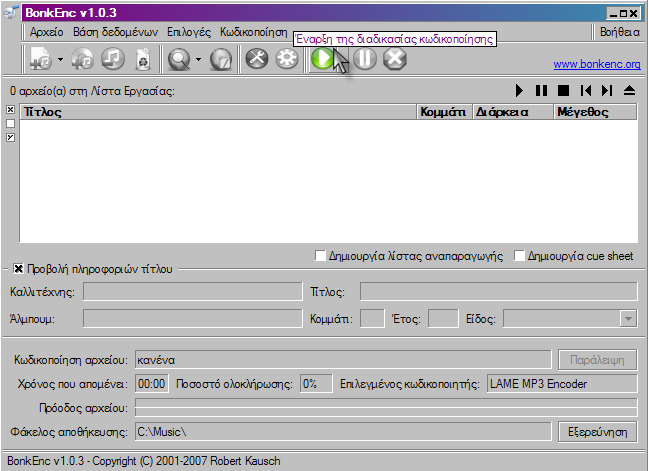 BonkEnc v1.0.3
Αρχείο Βάση δεδομένων Επιλογές Κωδικοποίηση Βοήθεια
Έναρξη της διαδικασίας κωδικοποίησης
www.bonkenc.org
0 αρχείο(α) στη Λίστα Εργασίας:
Τίτλος Κομμάτι Διάρκεια Μέγεθος
Δημιουργία λίστας αναπαραγωγής Δημιουργία cue sheet
Προβολή πληροφοριών τίτλου
Καλλιτέχνης: Τίτλος:
Άλμπουμ: Κομμάτι: Έτος: Είδος:
Κωδικοποίηση αρχείου: κανένα Παράλειψη
Χρόνος που απομένει: 00:00 Ποσοστό ολοκλήρωσης: 0% Επιλεγμένος κωδικοποιητής: LAME MP3 Encoder
Πρόοδος αρχείου:
Φάκελος αποθήκευσης: C:\Music\ Εξερεύνηση
BonkEnc v1.0.3 - Copyright (C) 2001-2007 Robert Kausch